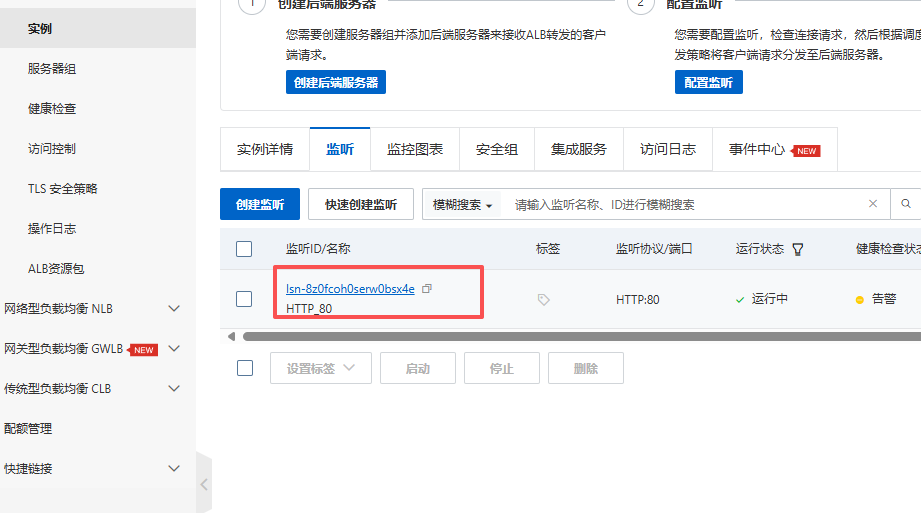 实例
服务器组
健康检查
访问控制
TLS 安全策略
操作日志
ALB资源包
网络型负载均衡 NLB
网关型负载均衡 GWLB NEW
传统型负载均衡 CLB
配额管理
快捷链接
1 创建后端服务器
您需要创建服务器组并添加后端服务器来接收ALB转发的客户
端请求。
创建后端服务器
2 配置监听
您需要配置监听，检查连接请求，然后根据调度
发策略将客户端请求分发至后端服务器。
配置监听
实例详情 监听 监控图表 安全组 集成服务 访问日志 事件中心 NEW
创建监听 快速创建监听 模糊搜索 请输入监听名称、ID进行模糊搜索
监听ID/名称 标签 监听协议/端口 运行状态 健康检查状态
lsn-8z0fcoh0serw0bsx4e HTTP:80 运行中 告警
HTTP_80
设置标签 启动 停止 删除